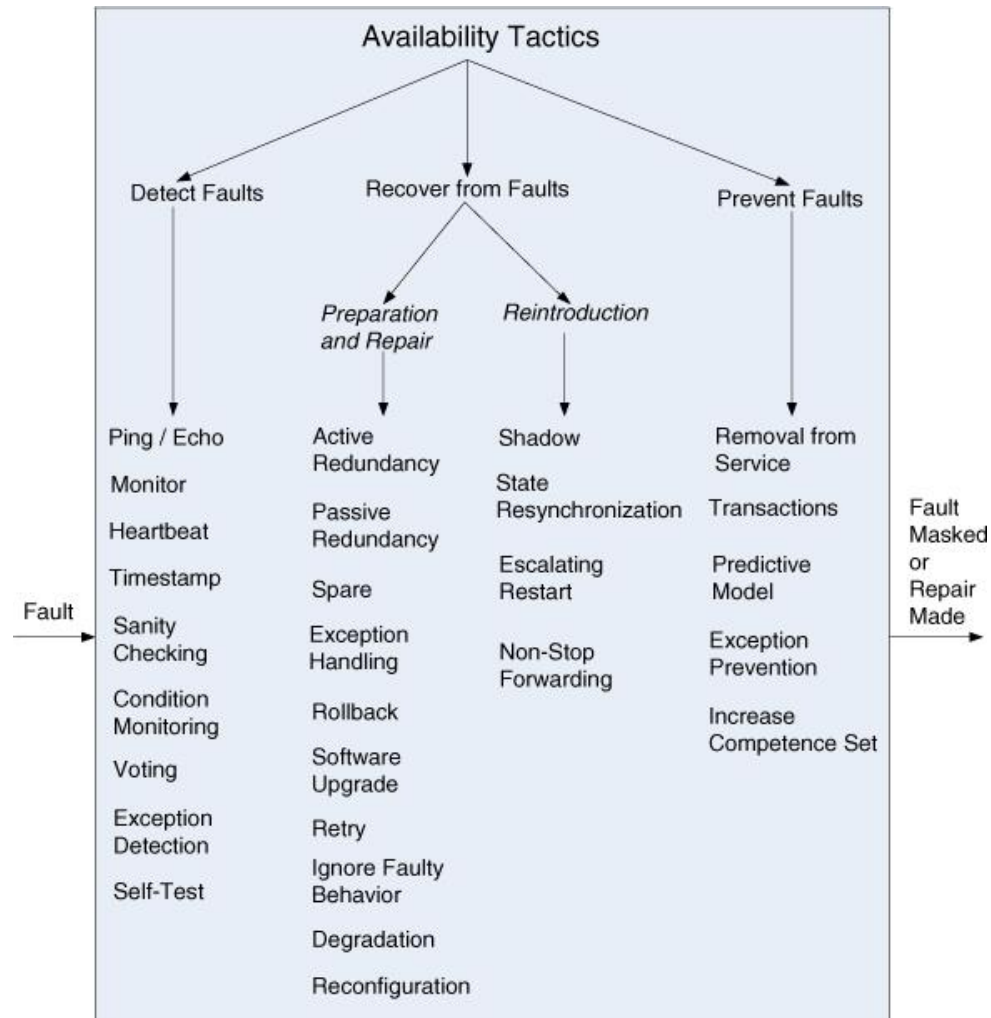 Availability Tactics
Detect Faults
Recover from Faults
Prevent Faults
Preparation
and Repair
Reintroduction
Fault
Ping / Echo
Monitor
Heartbeat
Timestamp
Sanity
Checking
Condition
Monitoring
Voting
Exception
Detection
Self-Test
Active
Redundancy
Passive
Redundancy
Spare
Exception
Handling
Rollback
Software
Upgrade
Retry
Ignore Faulty
Behavior
Degradation
Reconfiguration
Shadow
State
Resynchronization
Escalating
Restart
Non-Stop
Forwarding
Removal from
Service
Transactions
Predictive
Model
Exception
Prevention
Increase
Competence Set
Fault
Masked
or
Repair
Made